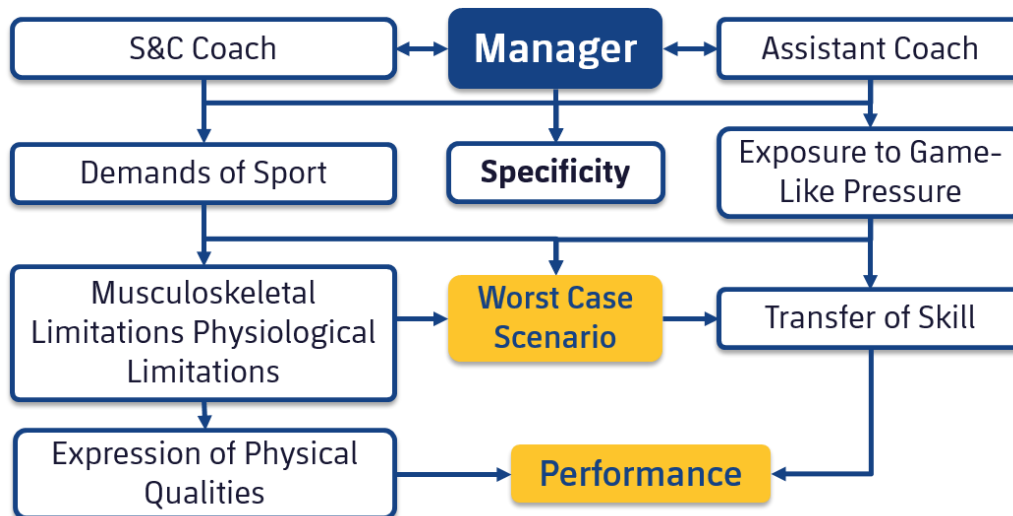 S&C Coach
Manager
Assistant Coach
Demands of Sport
Specificity
Exposure to Game-
Like Pressure
Musculoskeletal
Limitations Physiological
Limitations
Worst Case
Scenario
Transfer of Skill
Expression of Physical
Qualities
Performance